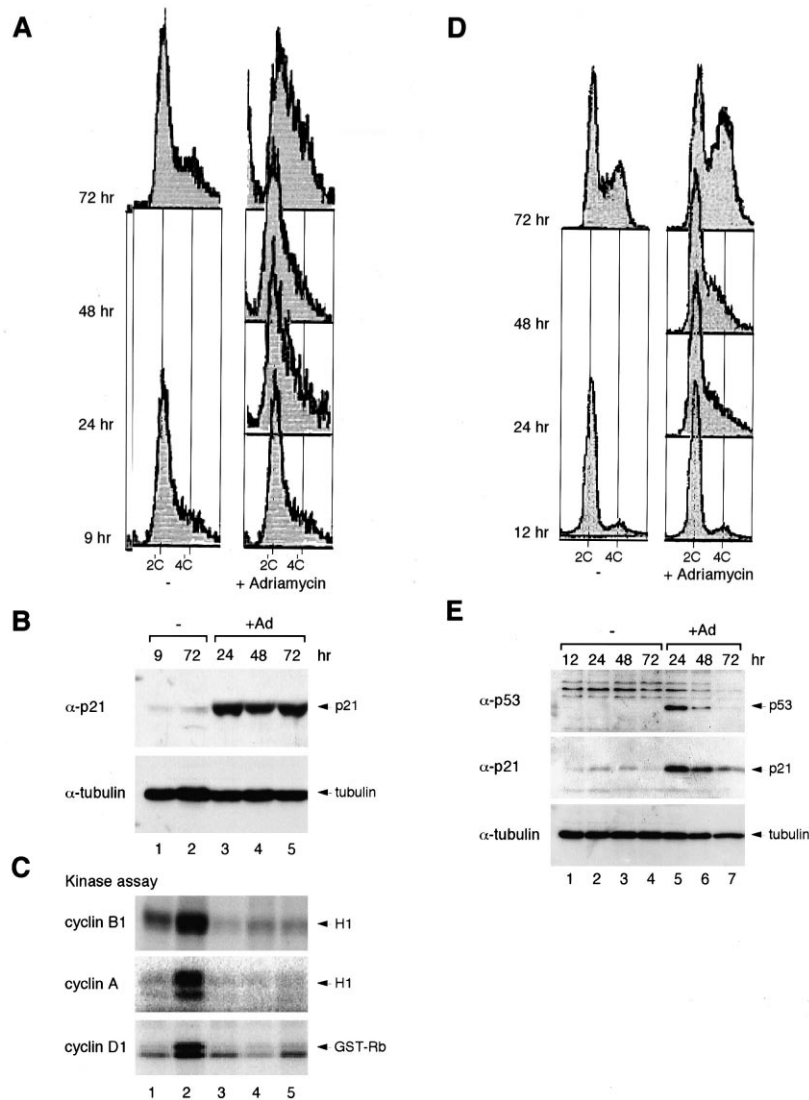 A
72 hr
48 hr
24 hr
9 hr
2C 4C 2C 4C
- + Adriamycin
B
- +Ad
9 72 24 48 72 hr
α-p21 p21
α-tubulin tubulin
1 2 3 4 5
C
Kinase assay
cyclin B1 H1
cyclin A H1
cyclin D1 GST-Rb
1 2 3 4 5
D
72 hr
48 hr
24 hr
12 hr
2C 4C 2C 4C
- + Adriamycin
E
- +Ad
12 24 48 72 24 48 72 hr
α-p53 p53
α-p21 p21
α-tubulin tubulin
1 2 3 4 5 6 7